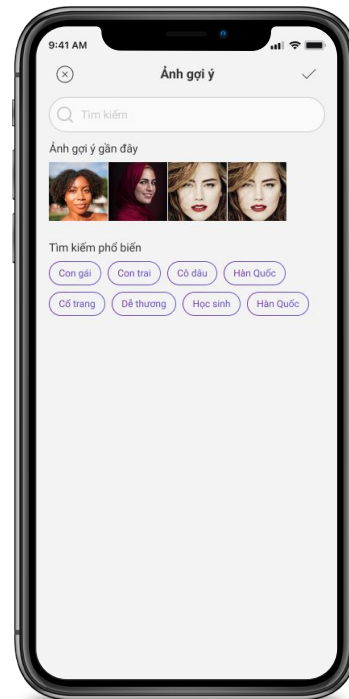 9:41 AM
Ảnh gợi ý
Tìm kiếm
Ảnh gợi ý gần đây
Tìm kiếm phổ biến
Con gái Con trai Cô dâu Hàn Quốc
Cổ trang Dễ thương Học sinh Hàn Quốc